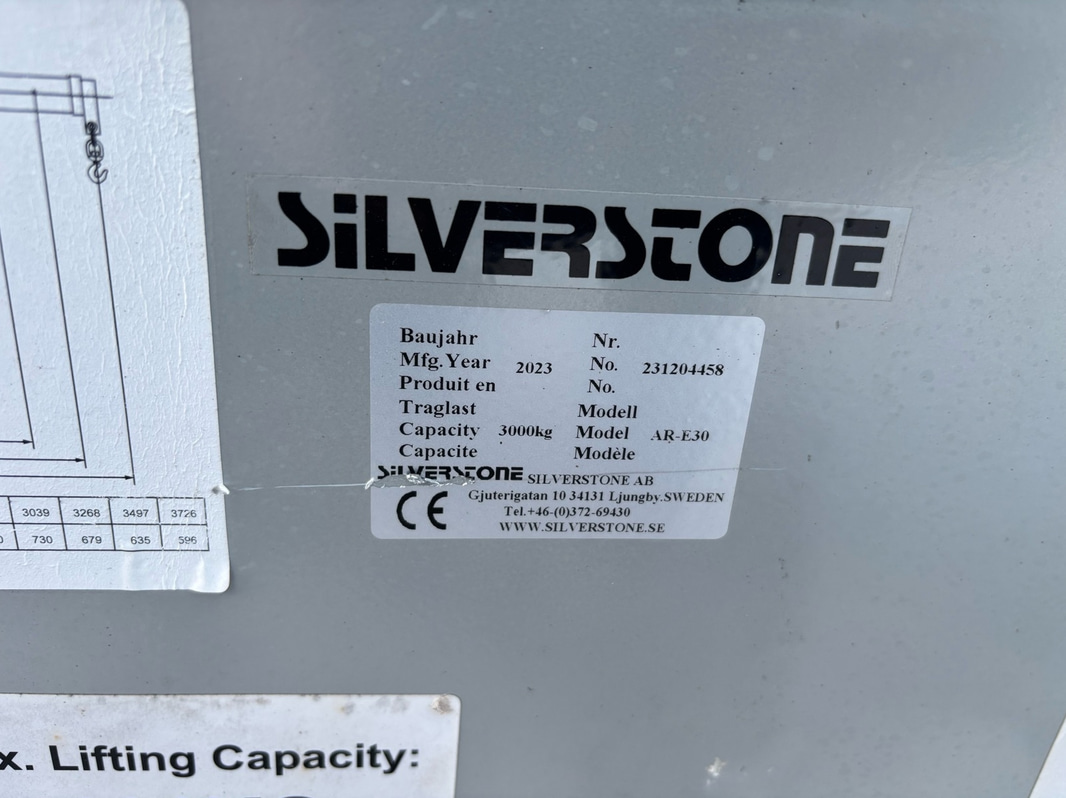 SiLVERSTONE
Baujahr Nr.
Mfg.Year 2023 No. 231204458
Produit en No.
Traglast Modell
Capacity 3000kg Model AR-E30
Capacite Modèle
SiLVERSTONE SILVERSTONE AB
CE Gjuterigatan 10 34131 Ljungby.SWEDEN
Tel.+46-(0)372-69430
WWW.SILVERSTONE.SE
3039 3268 3497 3726
730 679 635 596
x. Lifting Capacity: